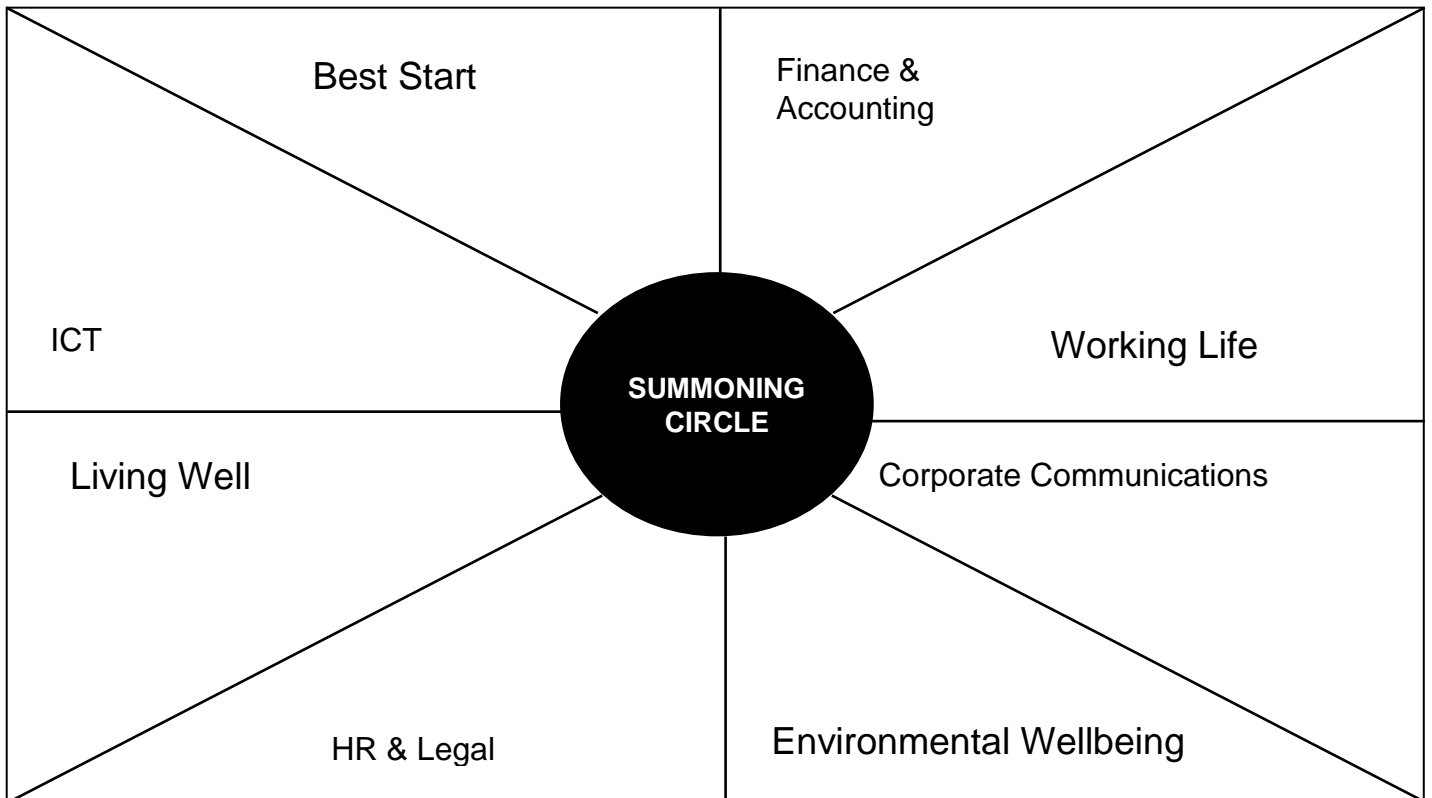 Best Start
Finance &
Accounting
ICT
Working Life
SUMMONING
CIRCLE
Living Well
Corporate Communications
HR & Legal
Environmental Wellbeing